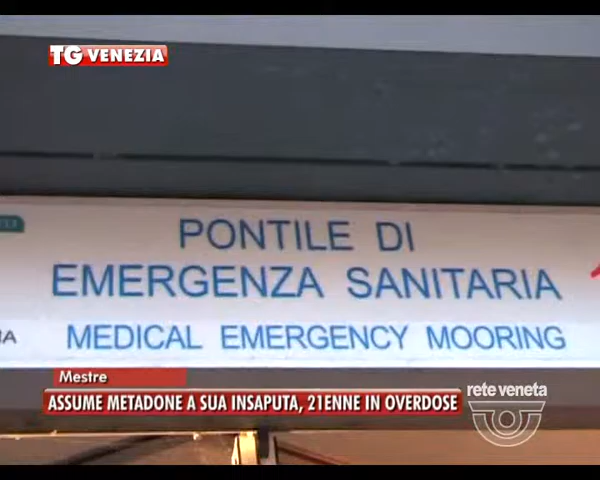 TG VENEZIA
PONTILE DI
EMERGENZA SANITARIA
MEDICAL EMERGENCY MOORING
Mestre
ASSUME METADONE A SUA INSAPUTA, 21ENNE IN OVERDOSE
rete veneta